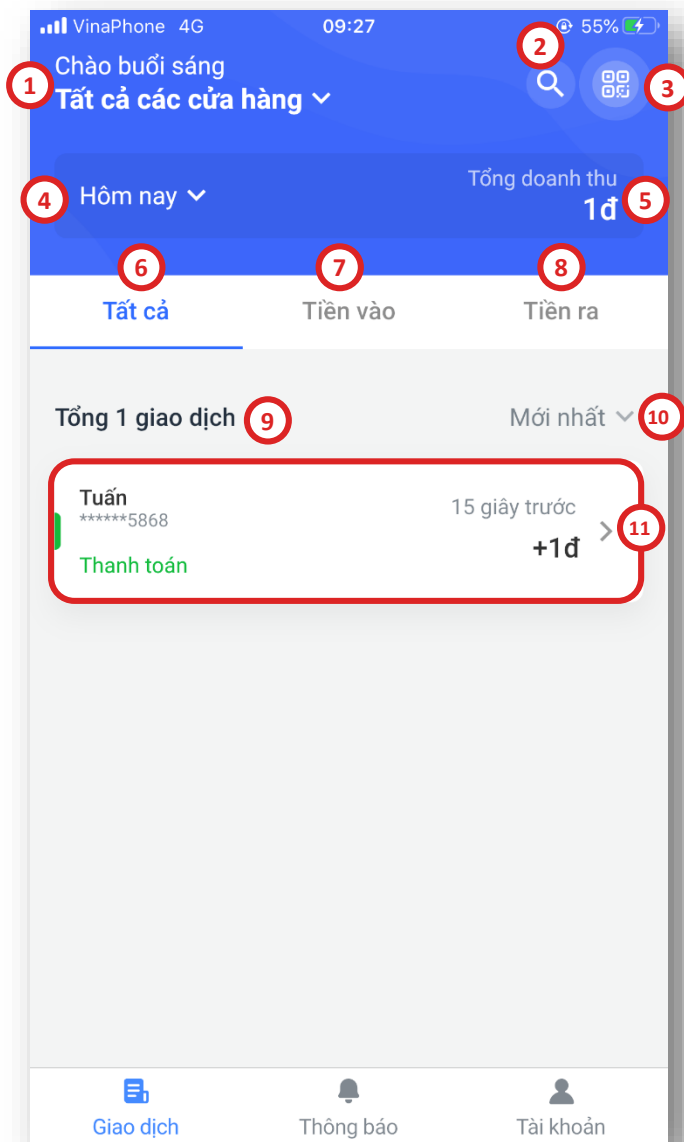 VinaPhone 4G 09:27 55%
2
Chào buổi sáng
1 Tất cả các cửa hàng 3
Tổng doanh thu
4 Hôm nay 1đ 5
6 7 8
Tất cả Tiền vào Tiền ra
Tổng 1 giao dịch 9 Mới nhất 10
Tuấn
******5868 15 giây trước
11
+1đ
Thanh toán
Giao dịch Thông báo Tài khoản